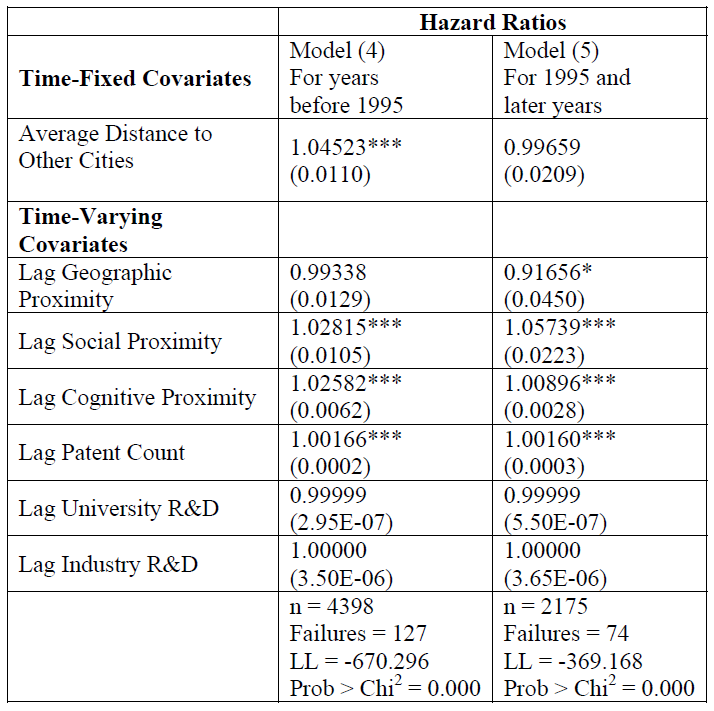 Hazard Ratios
Time-Fixed Covariates
Model (4)
For years
before 1995
Model (5)
For 1995 and
later years
Average Distance to
Other Cities
1.04523***
(0.0110)
0.99659
(0.0209)
Time-Varying
Covariates
Lag Geographic
Proximity
0.99338
(0.0129)
0.91656*
(0.0450)
Lag Social Proximity
1.02815***
(0.0105)
1.05739***
(0.0223)
Lag Cognitive Proximity
1.02582***
(0.0062)
1.00896***
(0.0028)
Lag Patent Count
1.00166***
(0.0002)
1.00160***
(0.0003)
Lag University R&D
0.99999
(2.95E-07)
0.99999
(5.50E-07)
Lag Industry R&D
1.00000
(3.50E-06)
1.00000
(3.65E-06)
n = 4398
Failures = 127
LL = -670.296
Prob > Chi² = 0.000
n = 2175
Failures = 74
LL = -369.168
Prob > Chi² = 0.000